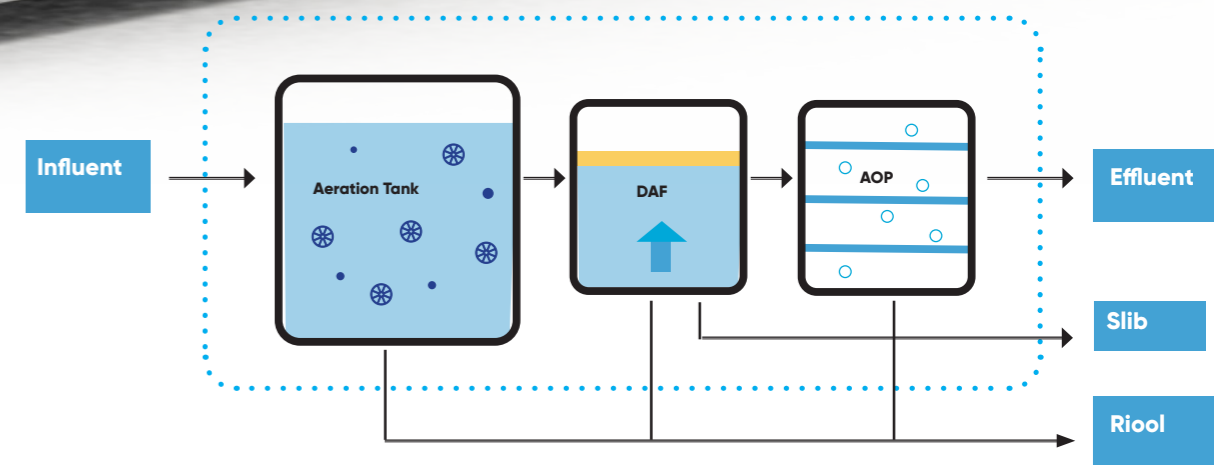 Influent
Aeration Tank
DAF
AOP
Effluent
Slib
Riool